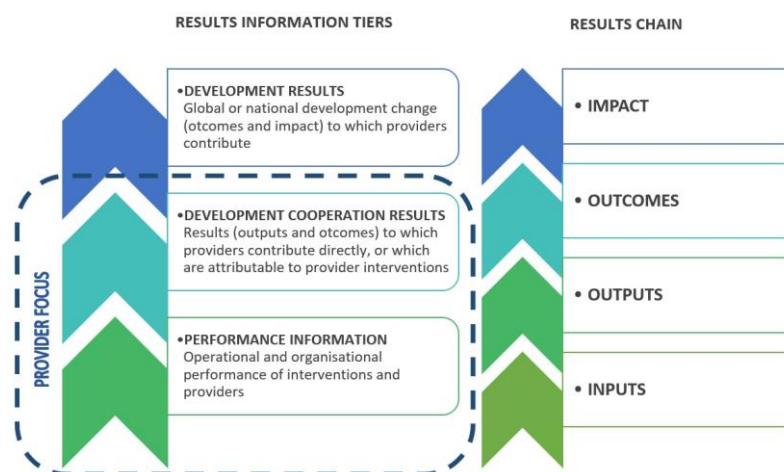 RESULTS INFORMATION TIERS
•DEVELOPMENT RESULTS
Global or national development change
(otcomes and impact) to which providers
contribute
•DEVELOPMENT COOPERATION RESULTS
Results (outputs and outcomes) to which
providers contribute directly, or which
are attributable to provider interventions
•PERFORMANCE INFORMATION
Operational and organisational
performance of interventions and
providers
PROVIDER FOCUS
RESULTS CHAIN
• IMPACT
• OUTCOMES
• OUTPUTS
• INPUTS